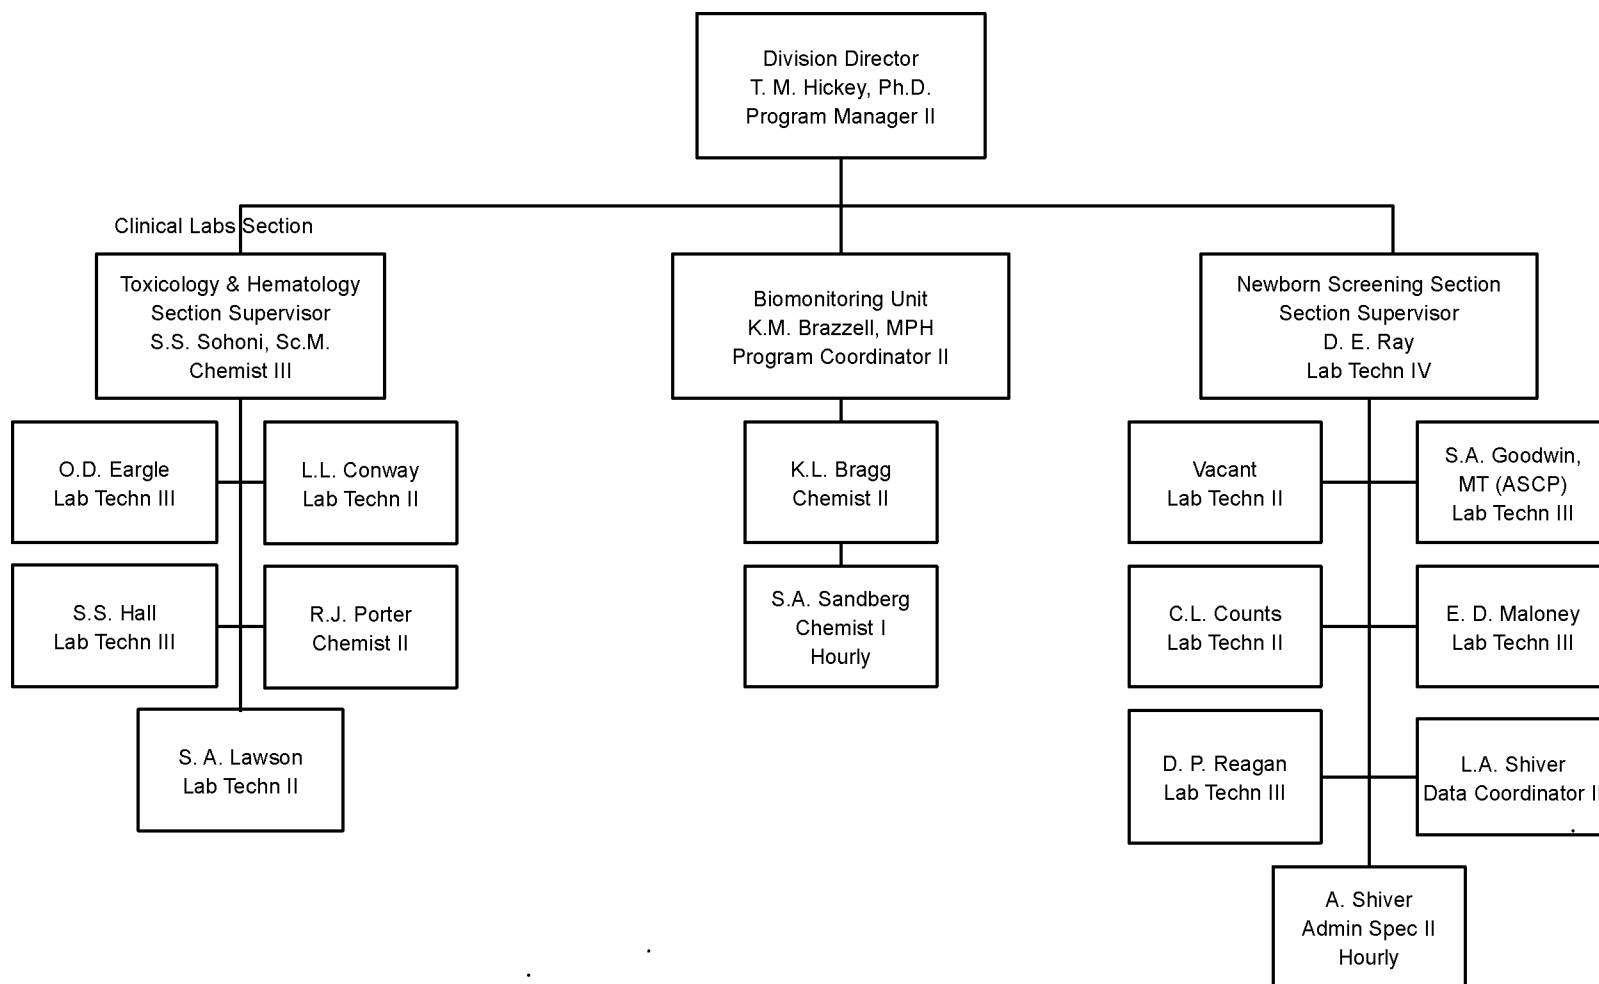 Division Director
T. M. Hickey, Ph.D.
Program Manager II
Clinical Labs Section
Toxicology & Hematology
Section Supervisor
S.S. Sohoni, Sc.M.
Chemist III
Biomonitoring Unit
K.M. Brazzell, MPH
Program Coordinator II
Newborn Screening Section
Section Supervisor
D. E. Ray
Lab Techn IV
O.D. Eargle
Lab Techn III
L.L. Conway
Lab Techn II
K.L. Bragg
Chemist II
Vacant
Lab Techn II
S.A. Goodwin,
MT (ASCP)
Lab Techn III
S.S. Hall
Lab Techn III
R.J. Porter
Chemist II
S.A. Sandberg
Chemist I
Hourly
C.L. Counts
Lab Techn II
E. D. Maloney
Lab Techn III
S. A. Lawson
Lab Techn II
D. P. Reagan
Lab Techn III
L.A. Shiver
Data Coordinator II
A. Shiver
Admin Spec II
Hourly